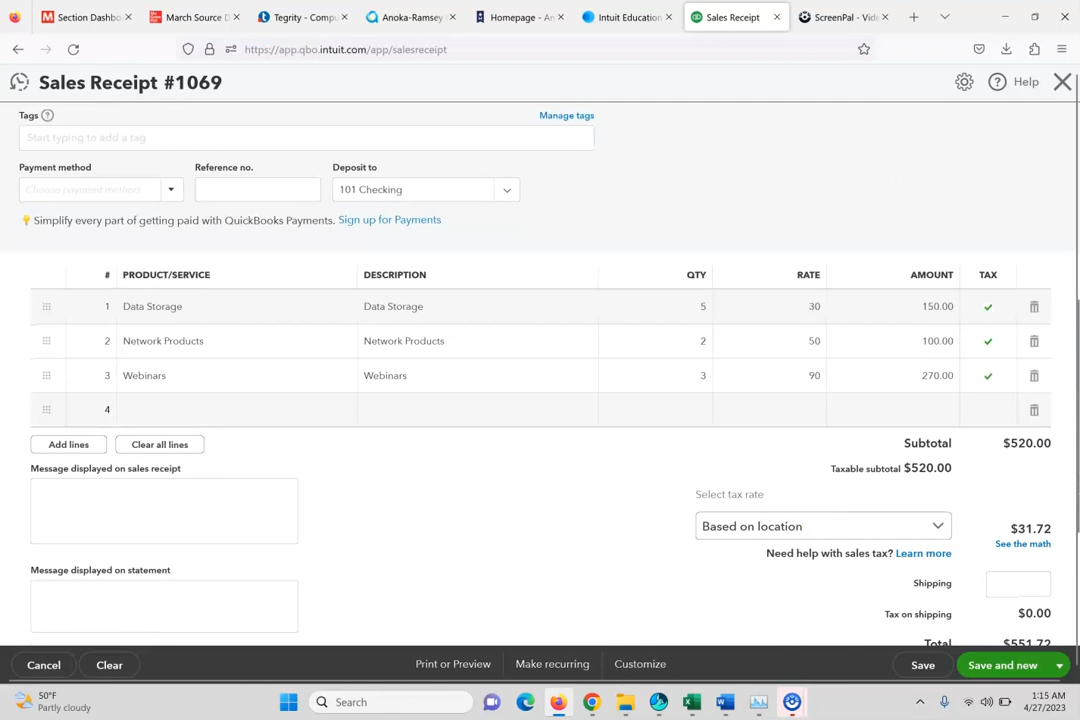 Section Dashbo
March Source D
Tegrity - Compu
Anoka-Ramsey
Homepage - An
Intuit Education
Sales Receipt
ScreenPal - Vide
https://app.qbo.intuit.com/app/salesreceipt
Sales Receipt #1069
Help
Tags ?
Manage tags
Start typing to add a tag
Payment method
Reference no.
Deposit to
Choose payment method
101 Checking
Simplify every part of getting paid with QuickBooks Payments. Sign up for Payments
# PRODUCT/SERVICE DESCRIPTION QTY RATE AMOUNT TAX
1 Data Storage Data Storage 5 30 150.00
2 Network Products Network Products 2 50 100.00
3 Webinars Webinars 3 90 270.00
4
Add lines
Clear all lines
Subtotal $520.00
Message displayed on sales receipt
Taxable subtotal $520.00
Select tax rate
Based on location
$31.72
See the math
Need help with sales tax? Learn more
Message displayed on statement
Shipping
Tax on shipping $0.00
Total $551.72
Cancel
Clear
Print or Preview
Make recurring
Customize
Save
Save and new
50°F
Partly cloudy
Search
1:15 AM
4/27/2023